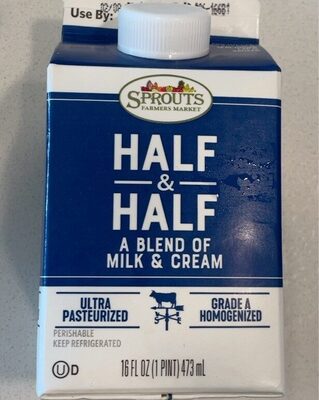 Use By:
SPROUTS
FARMERS MARKET
HALF
&
HALF
A BLEND OF
MILK & CREAM
ULTRA
PASTEURIZED
GRADE A
HOMOGENIZED
PERISHABLE
KEEP REFRIGERATED
U D
16 FL OZ (1 PINT) 473 mL